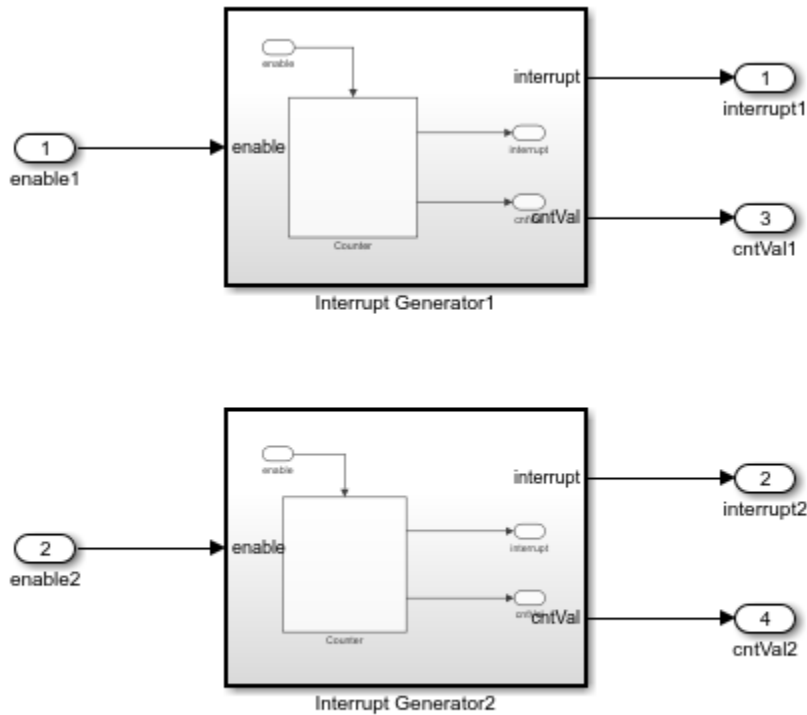 enable
interrupt
1
interrupt1
1
enable
interrupt
enable1
cntVal
3
cntVal1
Counter
Interrupt Generator1
enable
interrupt
2
interrupt2
2
enable
interrupt
enable2
cntVal
4
cntVal2
Counter
Interrupt Generator2